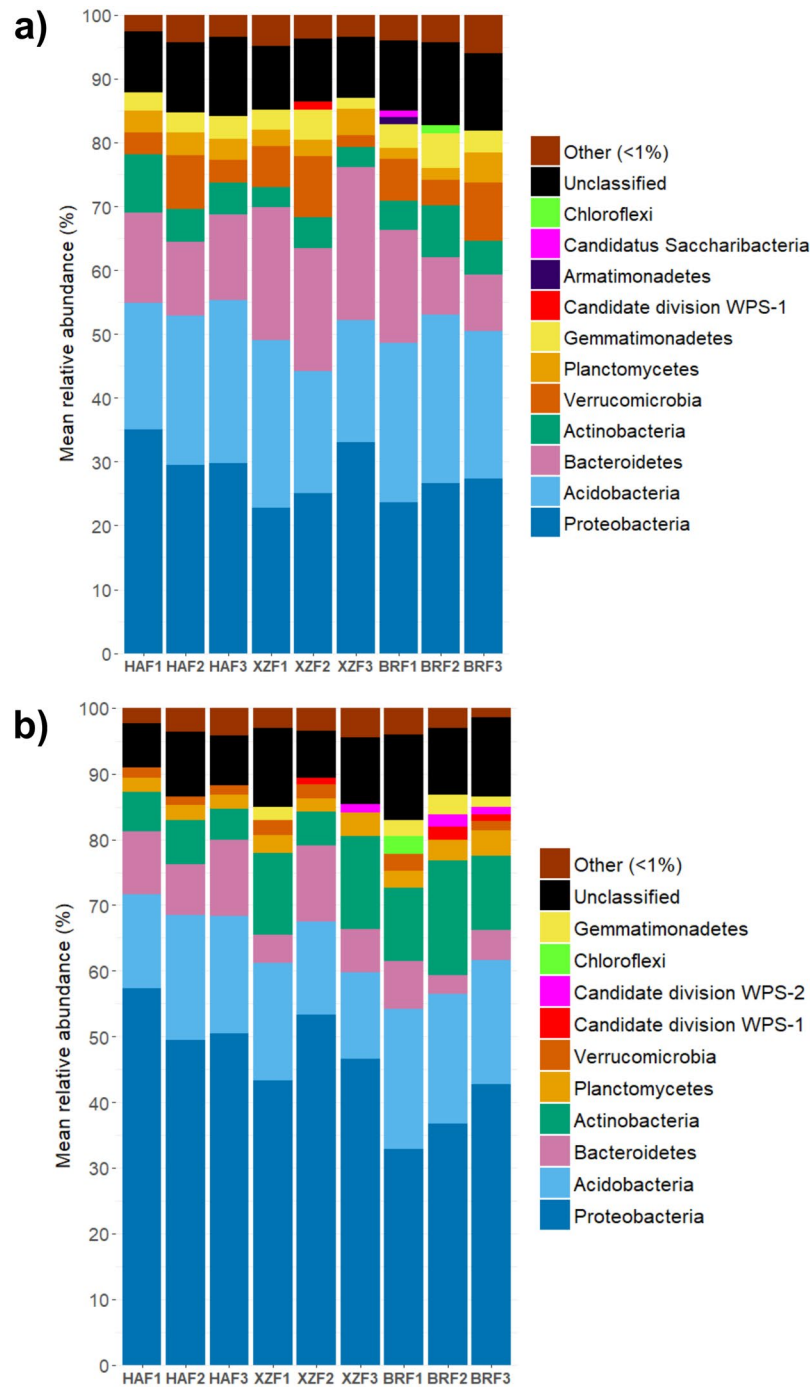 a)
100
90
80
70
60
50
40
30
20
10
0
Mean relative abundance (%)
HAF1 HAF2 HAF3 XZF1 XZF2 XZF3 BRF1 BRF2 BRF3
Other (<1%)
Unclassified
Chloroflexi
Candidatus Saccharibacteria
Armatimonadetes
Candidate division WPS-1
Gemmatimonadetes
Planctomycetes
Verrucomicrobia
Actinobacteria
Bacteroidetes
Acidobacteria
Proteobacteria
b)
100
90
80
70
60
50
40
30
20
10
0
Mean relative abundance (%)
HAF1 HAF2 HAF3 XZF1 XZF2 XZF3 BRF1 BRF2 BRF3
Other (<1%)
Unclassified
Gemmatimonadetes
Chloroflexi
Candidate division WPS-2
Candidate division WPS-1
Verrucomicrobia
Planctomycetes
Actinobacteria
Bacteroidetes
Acidobacteria
Proteobacteria